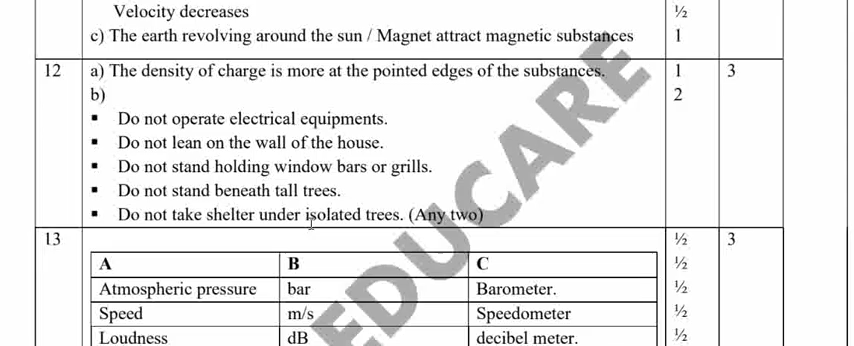 Velocity decreases ½
c) The earth revolving around the sun / Magnet attract magnetic substances 1
12 a) The density of charge is more at the pointed edges of the substances. 1 3
b) 2
▪ Do not operate electrical equipments.
▪ Do not lean on the wall of the house.
▪ Do not stand holding window bars or grills.
▪ Do not stand beneath tall trees.
▪ Do not take shelter under isolated trees. (Any two)
13 ½ 3
A B C ½
Atmospheric pressure bar Barometer. ½
Speed m/s Speedometer ½
Loudness dB decibel meter. ½
EDUCARE